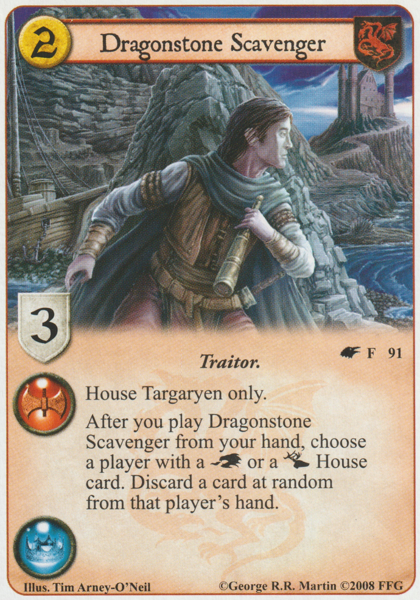 2
Dragonstone Scavenger
3
Traitor.
F 91
House Targaryen only.
After you play Dragonstone
Scavenger from your hand, choose
a player with a or a House
card. Discard a card at random
from that player's hand.
Illus. Tim Arney-O'Neil
©George R.R. Martin ©2008 FFG